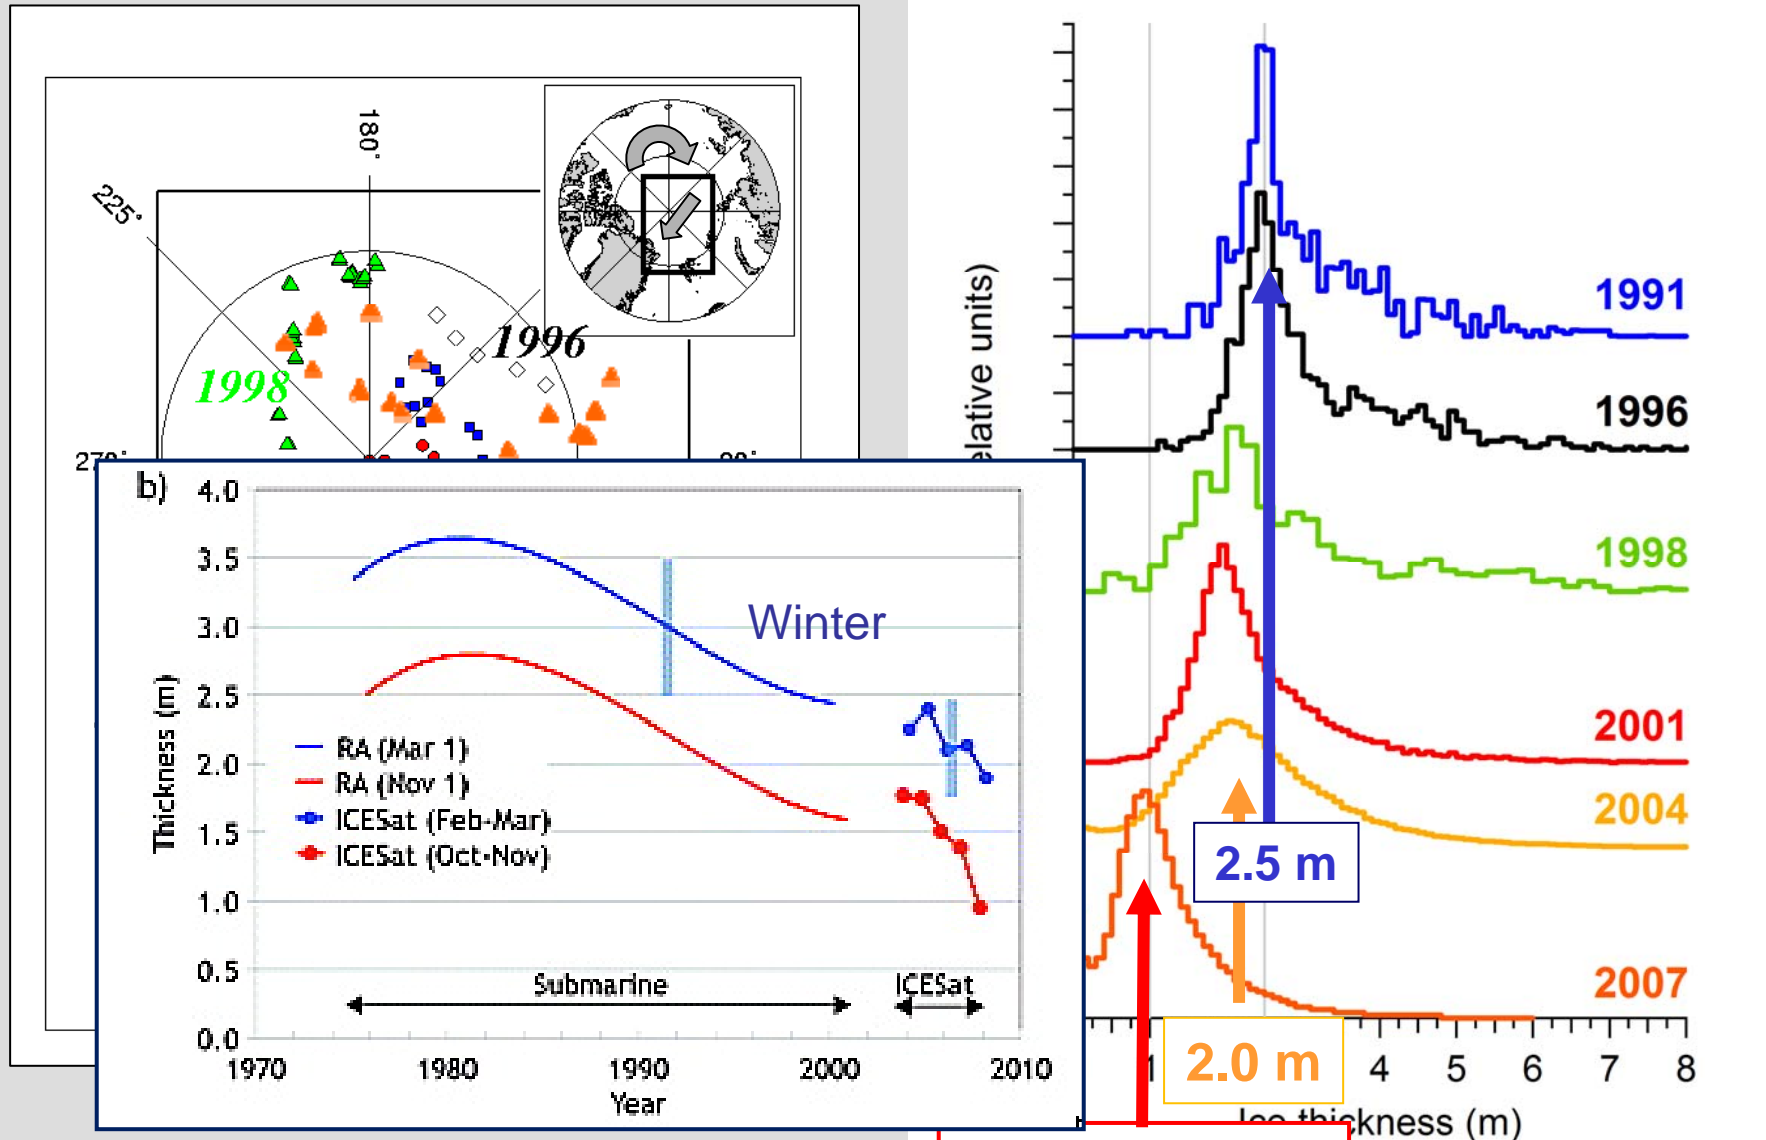 180°
225°
1996
1998
b)
4.0
3.5
3.0
2.5
2.0
1.5
1.0
0.5
0.0
Thickness (m)
Winter
RA (Mar 1)
RA (Nov 1)
ICESat (Feb-Mar)
ICESat (Oct-Nov)
Submarine
ICESat
1970
1980
1990
2000
2010
Year
elative units)
1991
1996
1998
2001
2004
2007
2.5 m
2.0 m
1
4
5
6
7
8
Ice thickness (m)